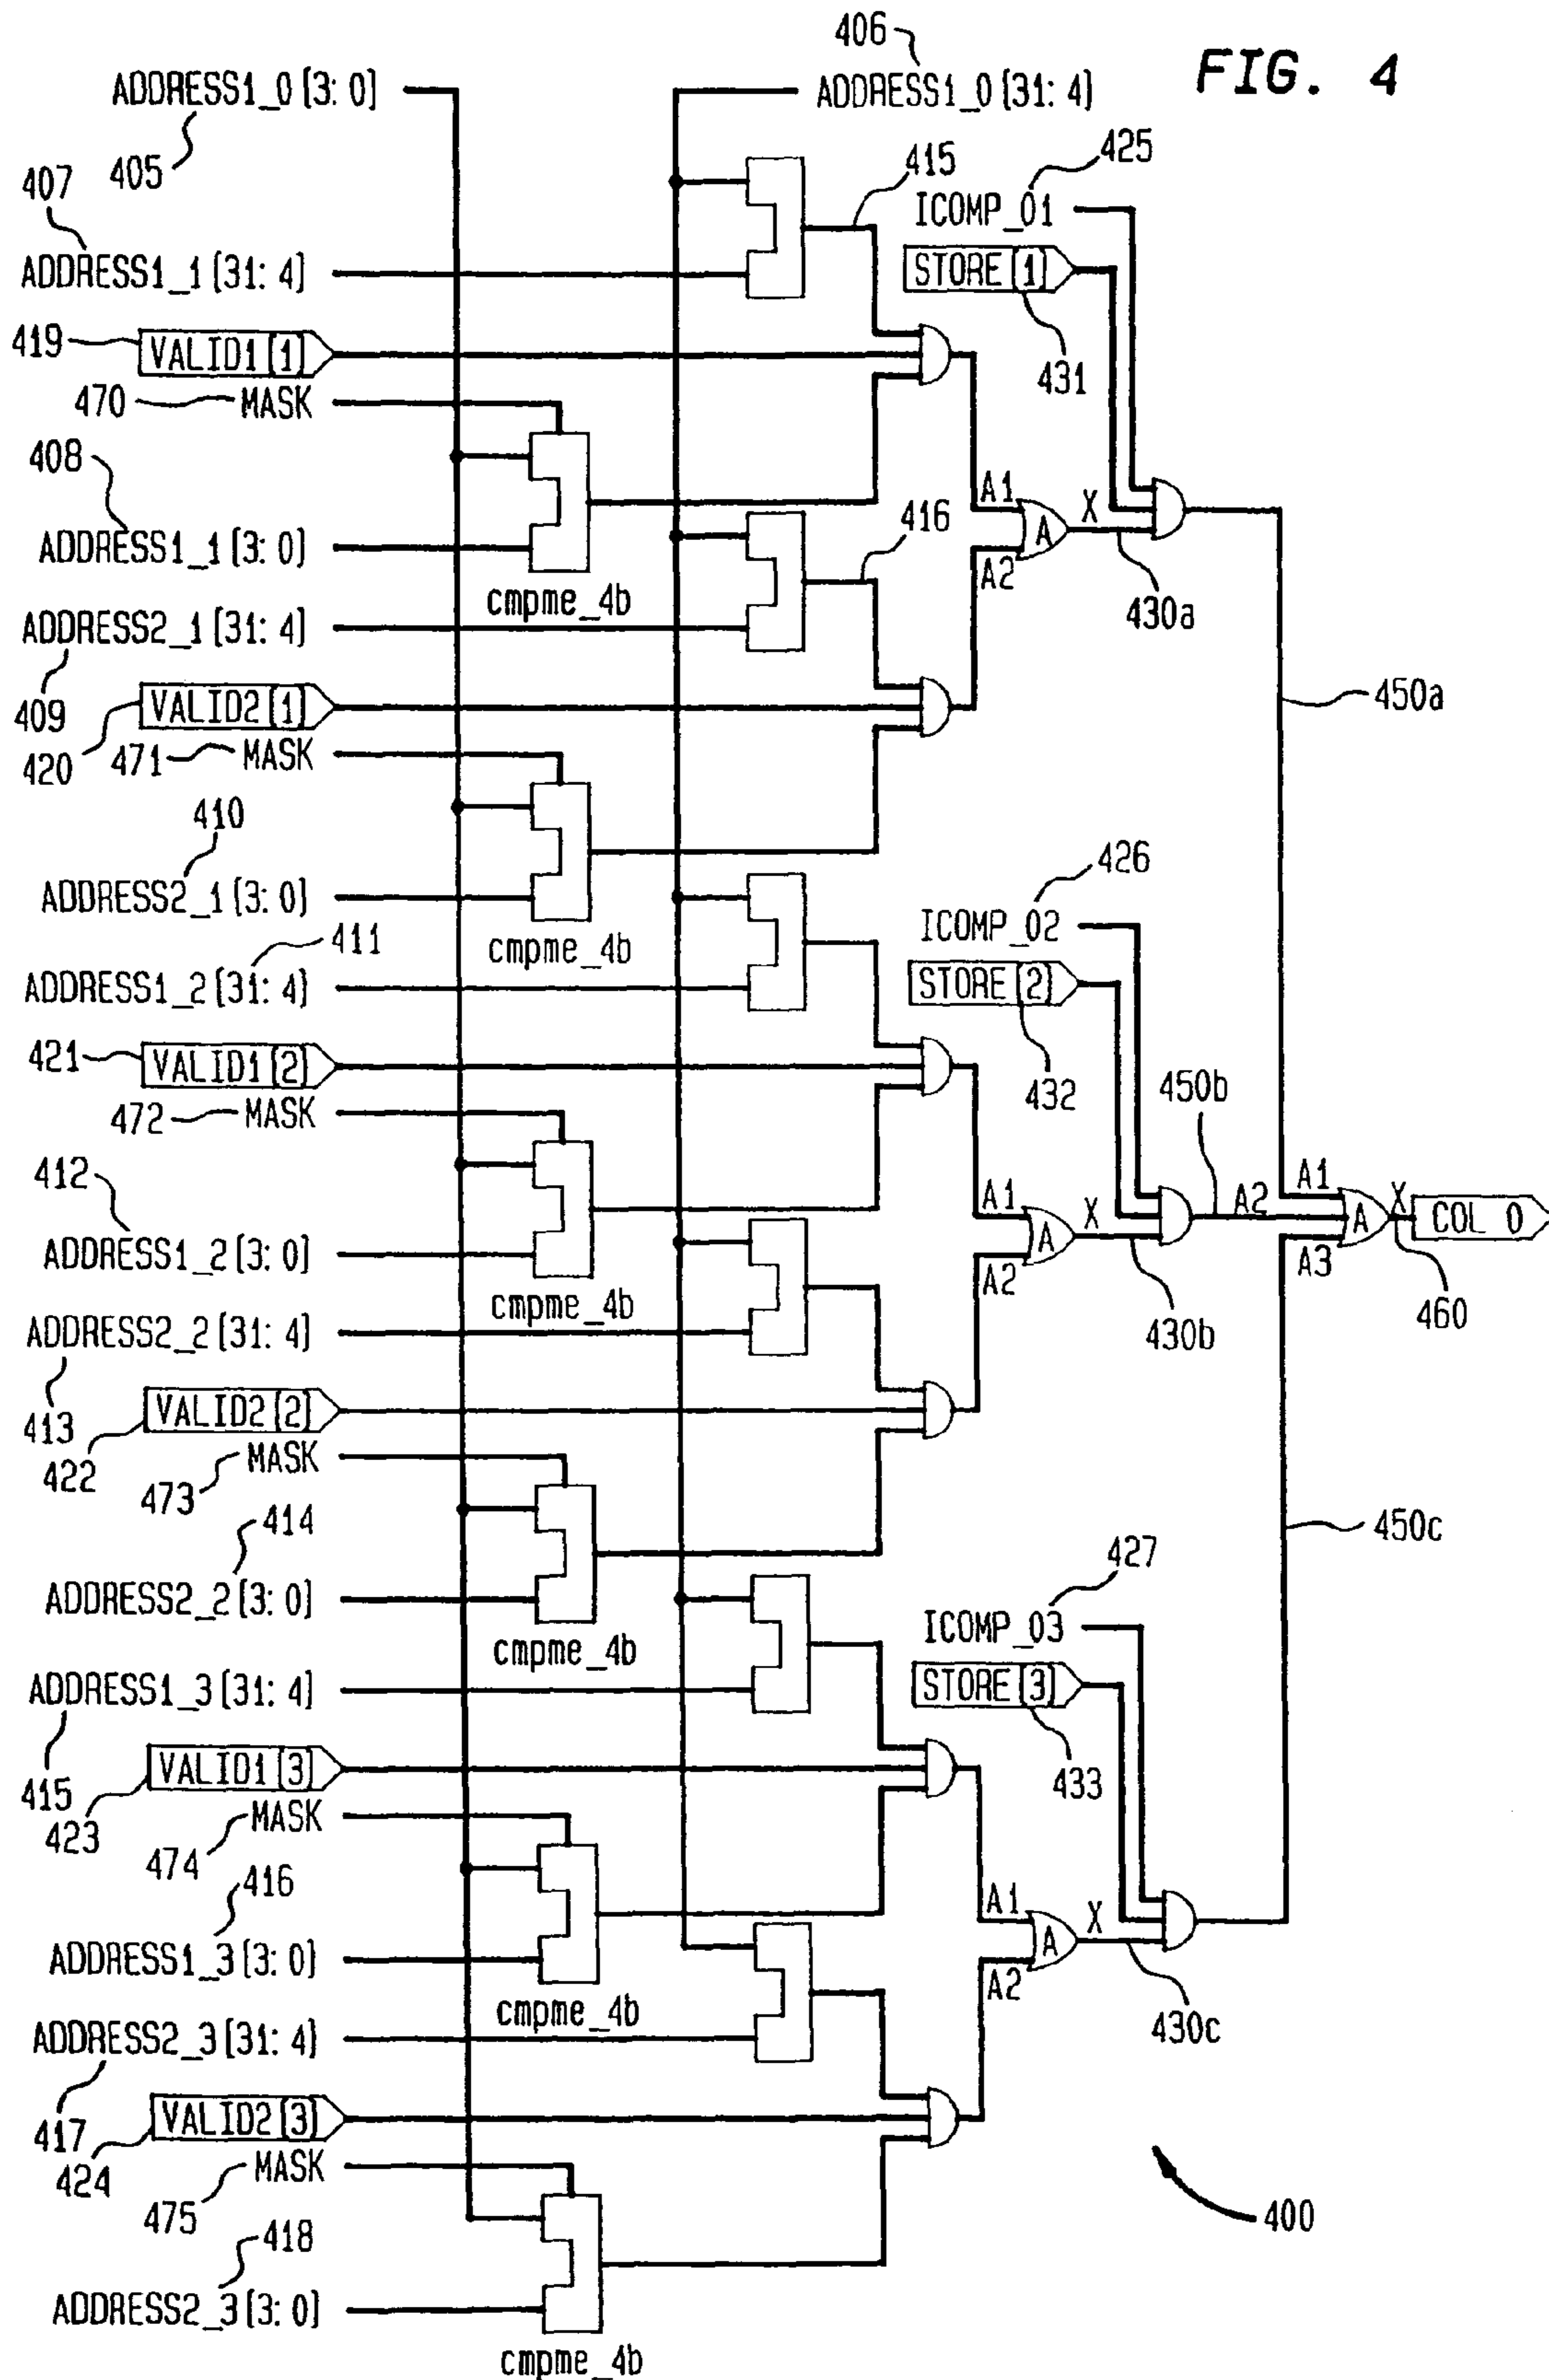 FIG. 4
406
ADDRESS1_0 [3: 0]
ADDRESS1_0 [31: 4]
405
407
415
425
ICOMP_01
ADDRESS1_1 [31: 4]
STORE [1]
431
419
VALID1 [1]
470
MASK
408
ADDRESS1_1 [3: 0]
cmpme_4b
416
A1
A
X
A2
430a
ADDRESS2_1 [31: 4]
409
VALID2 [1]
420
471
MASK
450a
410
ADDRESS2_1 [3: 0]
cmpme_4b
426
ICOMP_02
411
ADDRESS1_2 [31: 4]
STORE [2]
432
421
VALID1 [2]
472
MASK
450b
412
ADDRESS1_2 [3: 0]
cmpme_4b
A1
A
X
A2
430b
A1
A2
A
X
COL 0
A3
460
ADDRESS2_2 [31: 4]
413
VALID2 [2]
422
MASK
473
414
ADDRESS2_2 [3: 0]
cmpme_4b
450c
427
ICOMP_03
ADDRESS1_3 [31: 4]
STORE [3]
433
415
VALID1 [3]
423
MASK
474
416
ADDRESS1_3 [3: 0]
cmpme_4b
A1
A
X
A2
430c
ADDRESS2_3 [31: 4]
417
VALID2 [3]
424
MASK
475
400
418
ADDRESS2_3 [3: 0]
cmpme_4b